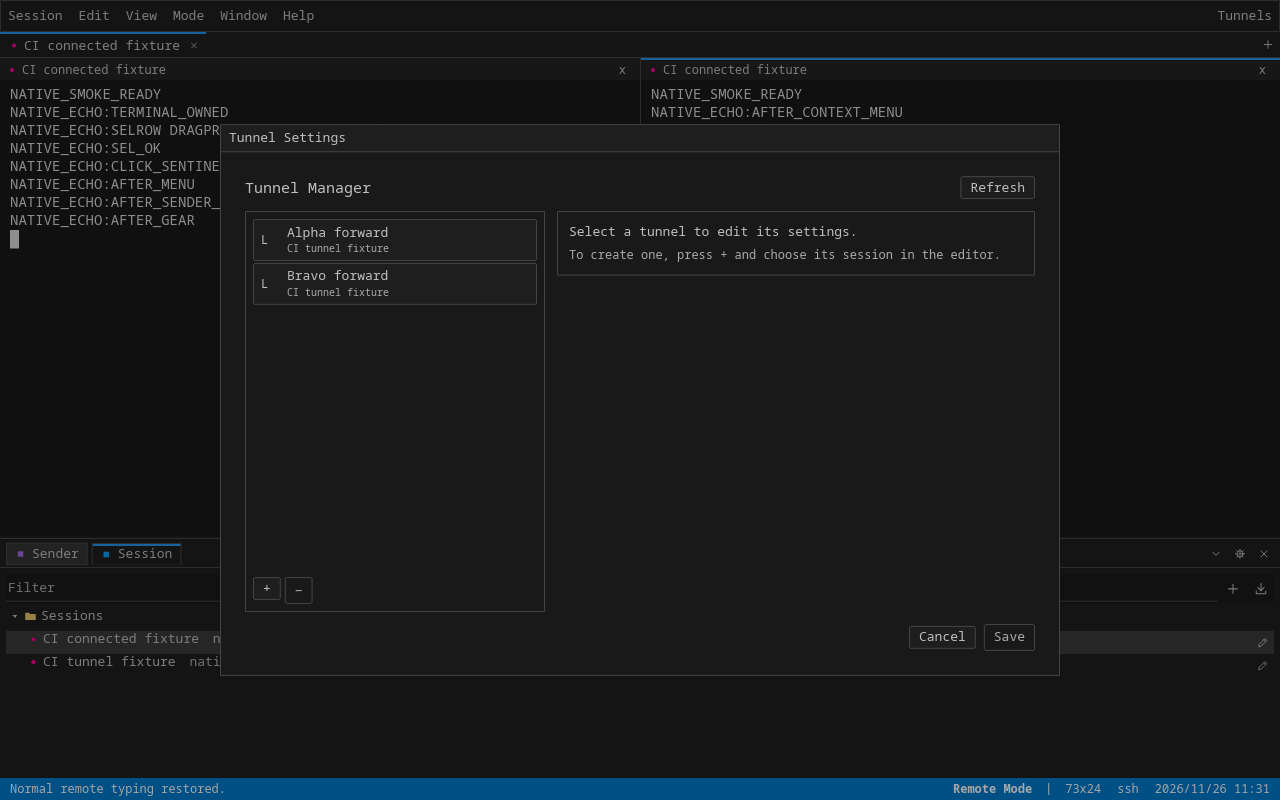 Session Edit View Mode Window Help Tunnels
CI connected fixture × +
CI connected fixture x
CI connected fixture x
NATIVE_SMOKE_READY
NATIVE_ECHO:TERMINAL_OWNED
NATIVE_ECHO:SELROW DRAGPR
NATIVE_ECHO:SEL_OK
NATIVE_ECHO:CLICK_SENTINE
NATIVE_ECHO:AFTER_MENU
NATIVE_ECHO:AFTER_SENDER_
NATIVE_ECHO:AFTER_GEAR
NATIVE_SMOKE_READY
NATIVE_ECHO:AFTER_CONTEXT_MENU
Tunnel Settings
Tunnel Manager Refresh
L Alpha forward
CI tunnel fixture
L Bravo forward
CI tunnel fixture
+ −
Select a tunnel to edit its settings.
To create one, press + and choose its session in the editor.
Cancel Save
Sender Session
Filter
Sessions
CI connected fixture n
CI tunnel fixture nati
Normal remote typing restored. Remote Mode | 73x24 ssh 2026/11/26 11:31